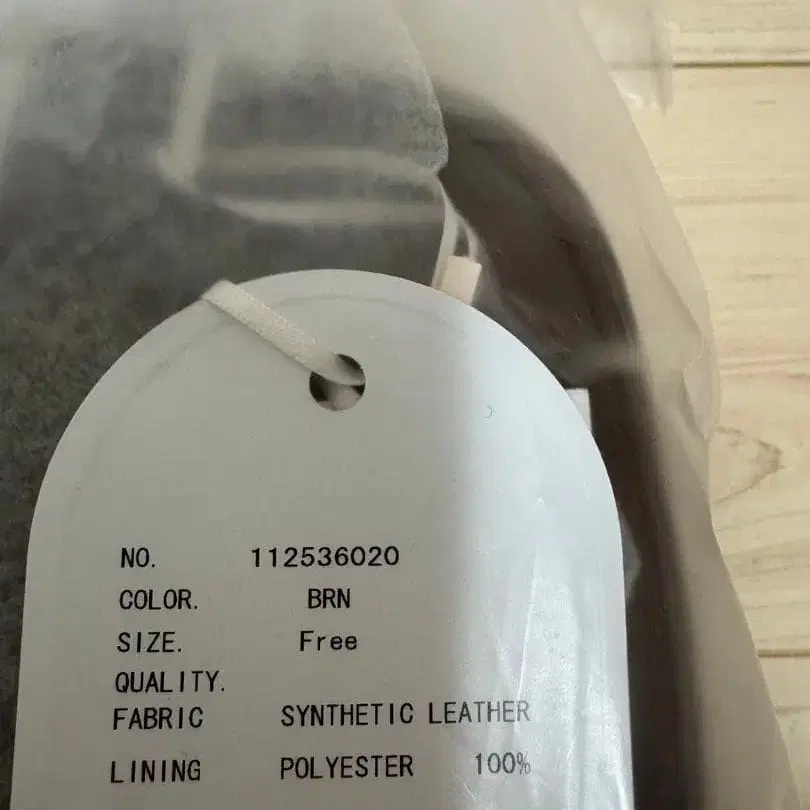 NO. 112536020
COLOR. BRN
SIZE. Free
QUALITY.
FABRIC SYNTHETIC LEATHER
LINING POLYESTER 100%